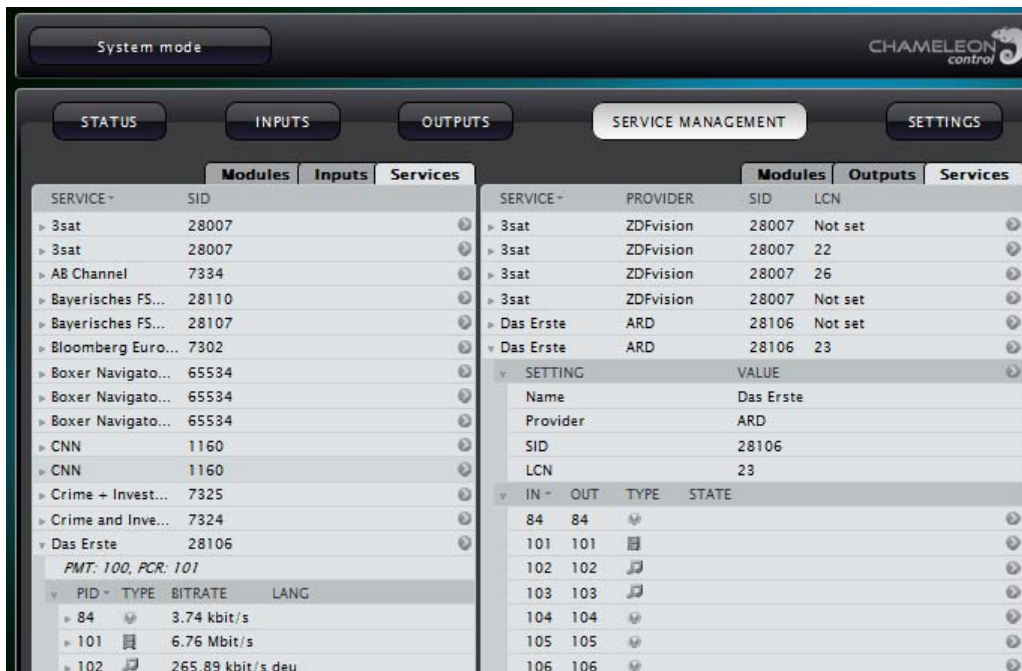 System mode
CHAMELEON
control
STATUS INPUTS OUTPUTS SERVICE MANAGEMENT SETTINGS
Modules Inputs Services
SERVICE SID
3sat 28007
3sat 28007
AB Channel 7334
Bayerisches FS... 28110
Bayerisches FS... 28107
Bloomberg Euro... 7302
Boxer Navigato... 65534
Boxer Navigato... 65534
Boxer Navigato... 65534
CNN 1160
CNN 1160
Crime + Invest... 7325
Crime and Inve... 7324
Das Erste 28106
PMT: 100, PCR: 101
PID TYPE BITRATE LANG
84 3.74 kbit/s
101 6.76 Mbit/s
102 265.89 kbit/s deu
Modules Outputs Services
SERVICE PROVIDER SID LCN
3sat ZDFvision 28007 Not set
3sat ZDFvision 28007 22
3sat ZDFvision 28007 26
3sat ZDFvision 28007 Not set
Das Erste ARD 28106 Not set
Das Erste ARD 28106 23
SETTING VALUE
Name Das Erste
Provider ARD
SID 28106
LCN 23
IN OUT TYPE STATE
84 84
101 101
102 102
103 103
104 104
105 105
106 106